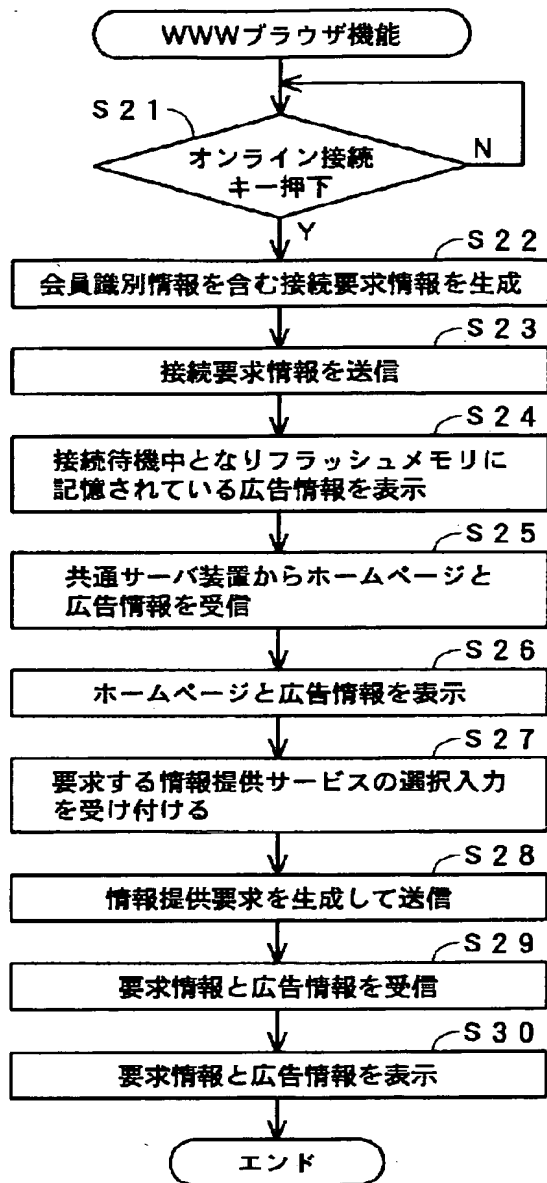 WWWブラウザ機能
S21
オンライン接続
キー押下
N
Y
S22
会員識別情報を含む接続要求情報を生成
S23
接続要求情報を送信
S24
接続待機中となりフラッシュメモリに
記憶されている広告情報を表示
S25
共通サーバ装置からホームページと
広告情報を受信
S26
ホームページと広告情報を表示
S27
要求する情報提供サービスの選択入力
を受け付ける
S28
情報提供要求を生成して送信
S29
要求情報と広告情報を受信
S30
要求情報と広告情報を表示
エンド